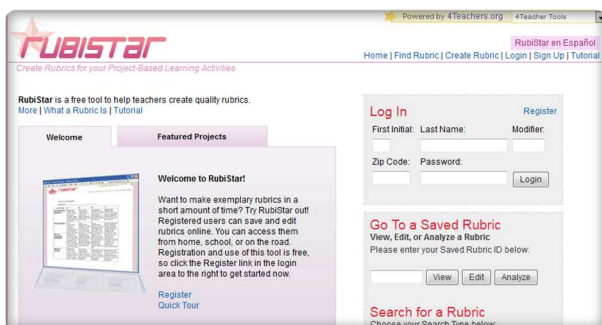 Powered by 4Teachers.org 4Teacher Tools
RUBISTAR
RubiStar en Español
Home | Find Rubric | Create Rubric | Login | Sign Up | Tutorial
Create Rubrics for your Project-Based Learning Activities
RubiStar is a free tool to help teachers create quality rubrics.
More | What a Rubric Is | Tutorial
Welcome Featured Projects
Welcome to RubiStar!
Want to make exemplary rubrics in a
short amount of time? Try RubiStar out!
Registered users can save and edit
rubrics online. You can access them
from home, school, or on the road.
Registration and use of this tool is free,
so click the Register link in the login
area to the right to get started now.
Register
Quick Tour
Log In Register
First Initial: Last Name: Modifier:
Zip Code: Password:
Login
Go To a Saved Rubric
View, Edit, or Analyze a Rubric
Please enter your Saved Rubric ID below:
View Edit Analyze
Search for a Rubric
Choose your Search Type below: